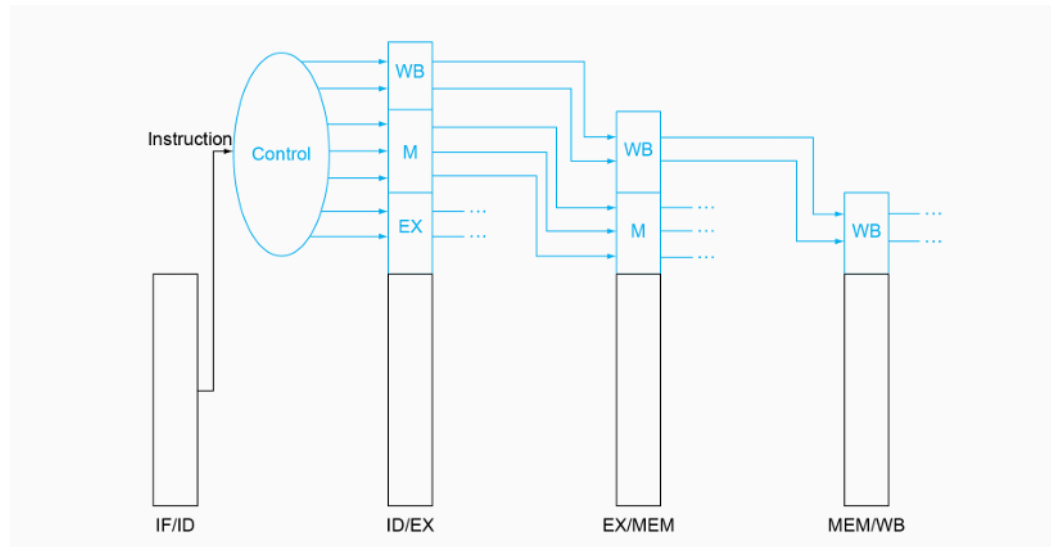 WB
Instruction
Control
M
WB
EX
...
...
M
...
...
...
WB
...
...
IF/ID
ID/EX
EX/MEM
MEM/WB